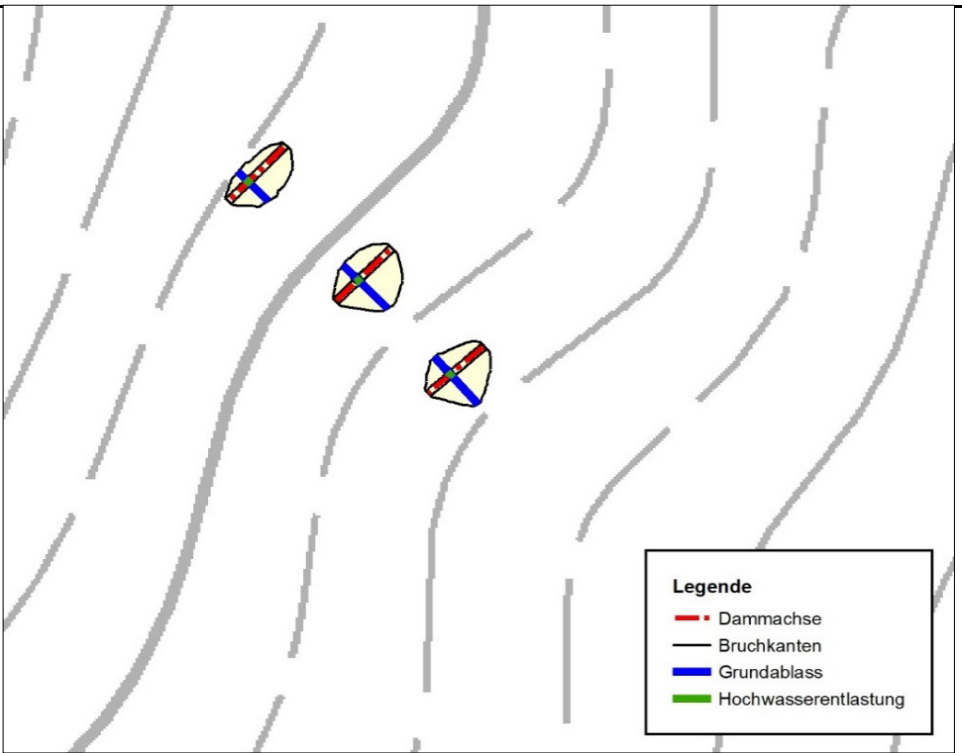 Legende
Dammachse
Bruchkanten
Grundablass
Hochwasserentlastung